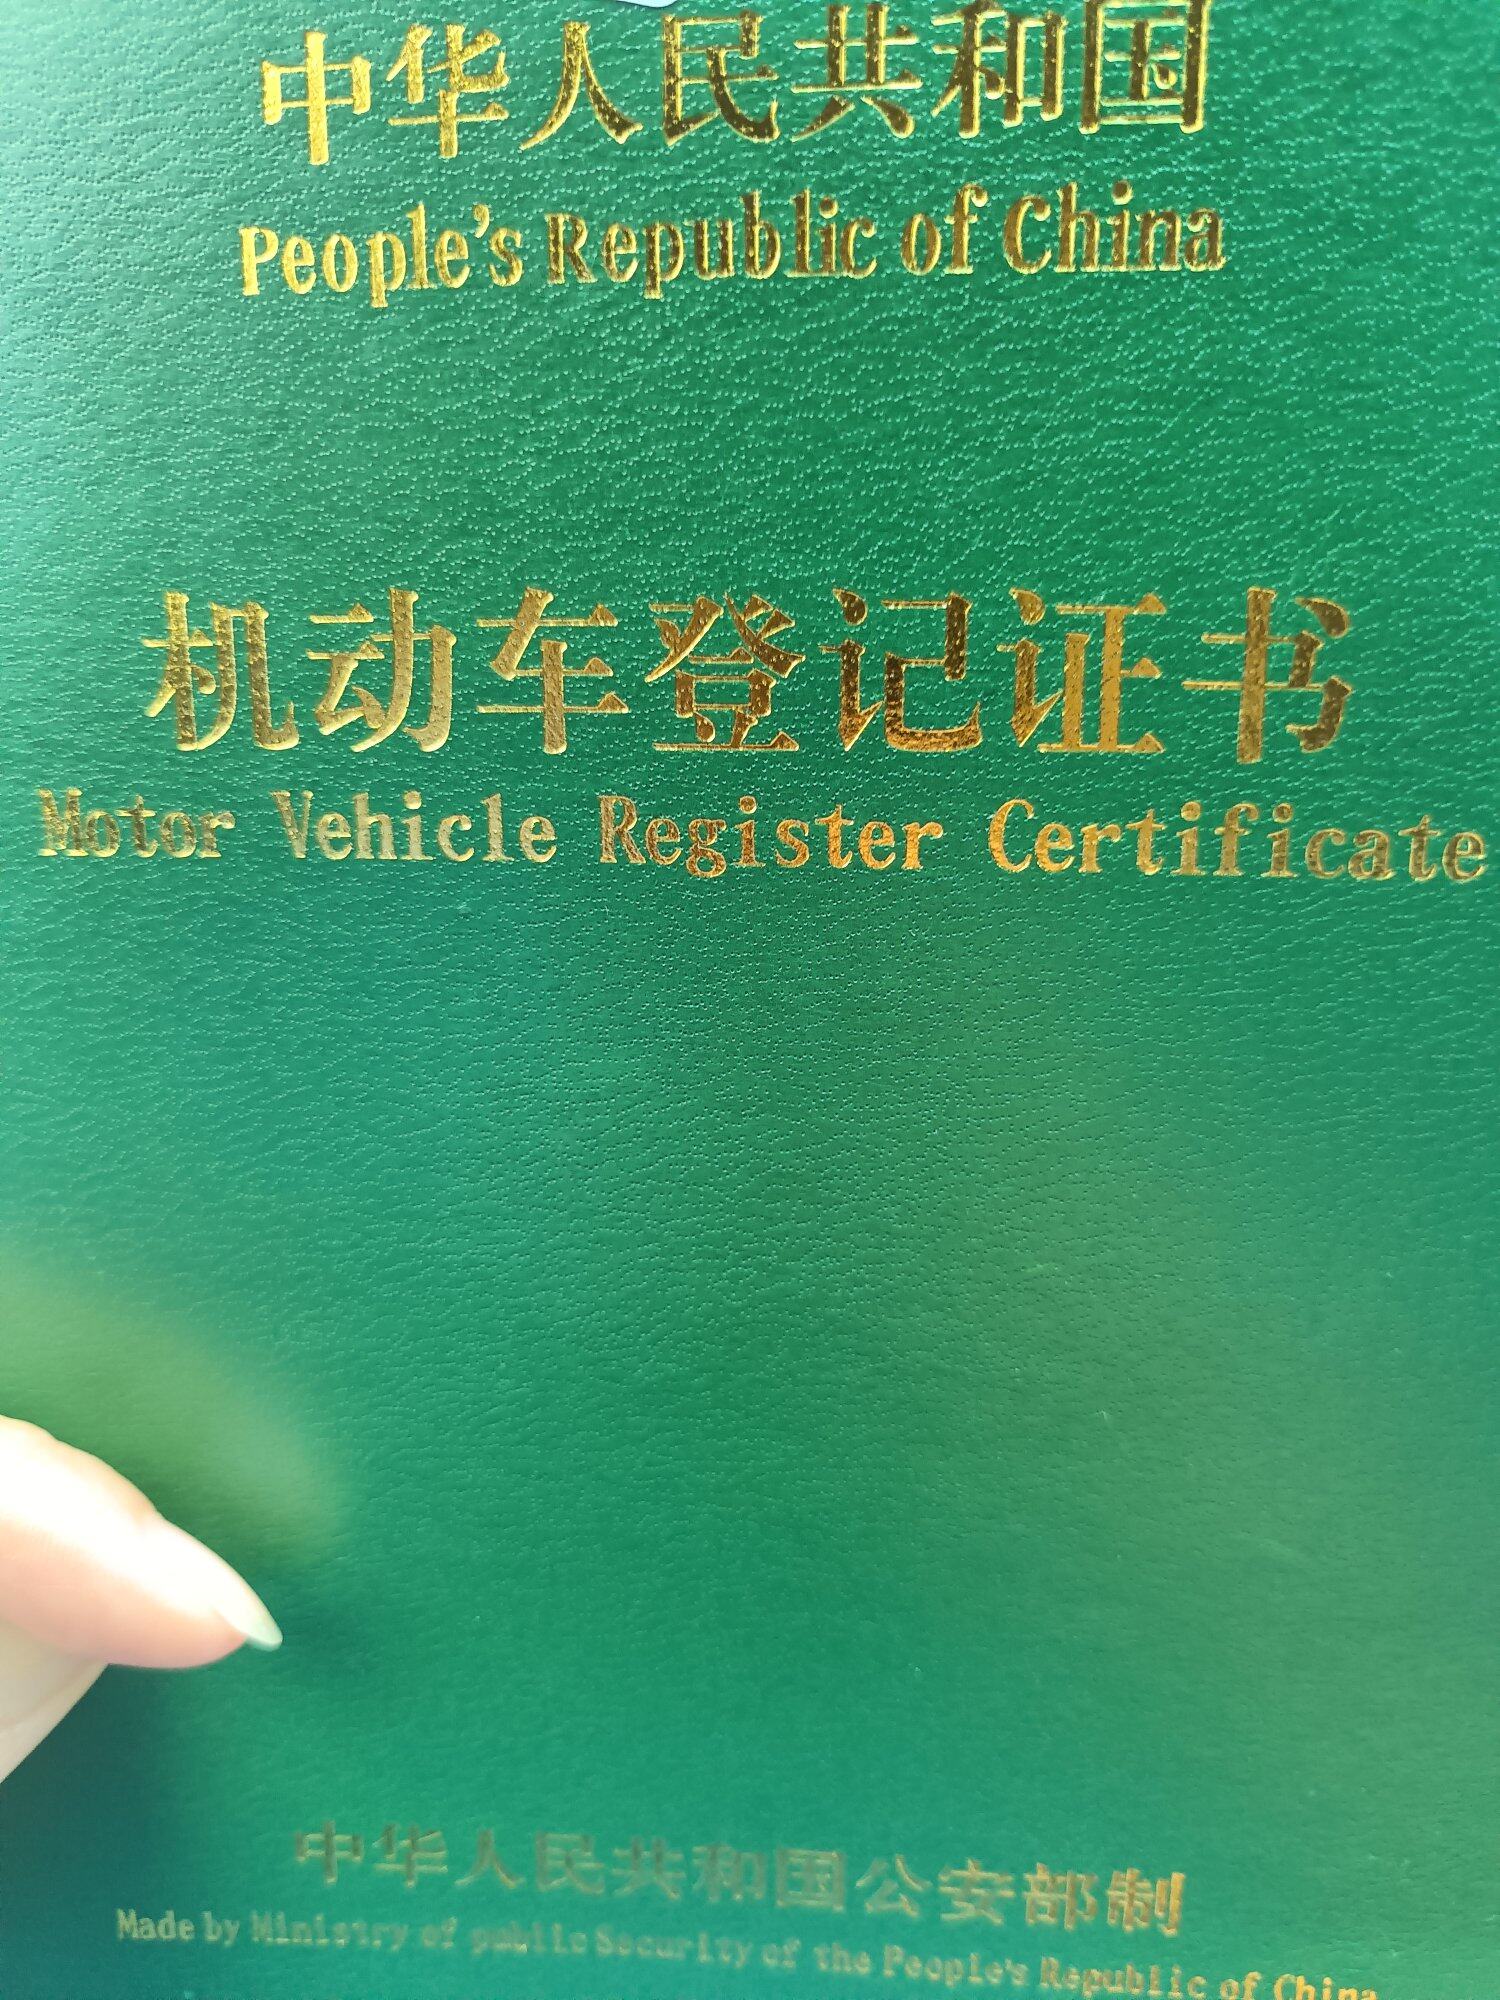 中华人民共和国
People's Republic of China
机动车登记证书
Motor Vehicle Register Certificate
中华人民共和国公安部制
Made by Ministry of public Security of the People's Republic of China